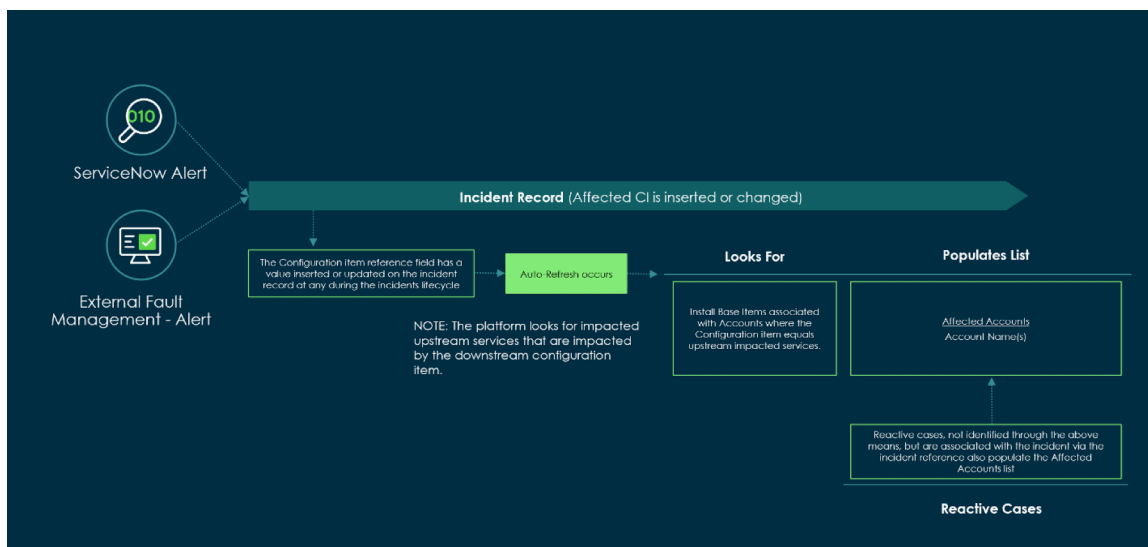 010
ServiceNow Alert
External Fault
Management - Alert
Incident Record (Affected CI is inserted or changed)
The Configuration item reference field has a
value inserted or updated on the incident
record at any during the incidents lifecycle
Auto-Refresh occurs
NOTE: The platform looks for impacted
upstream services that are impacted
by the downstream configuration
item.
Looks For
Install Base Items associated
with Accounts where the
Configuration item equals
upstream impacted services.
Populates List
Affected Accounts
Account Name(s)
Reactive cases, not identified through the above
means, but are associated with the incident via the
incident reference also populate the Affected
Accounts list
Reactive Cases